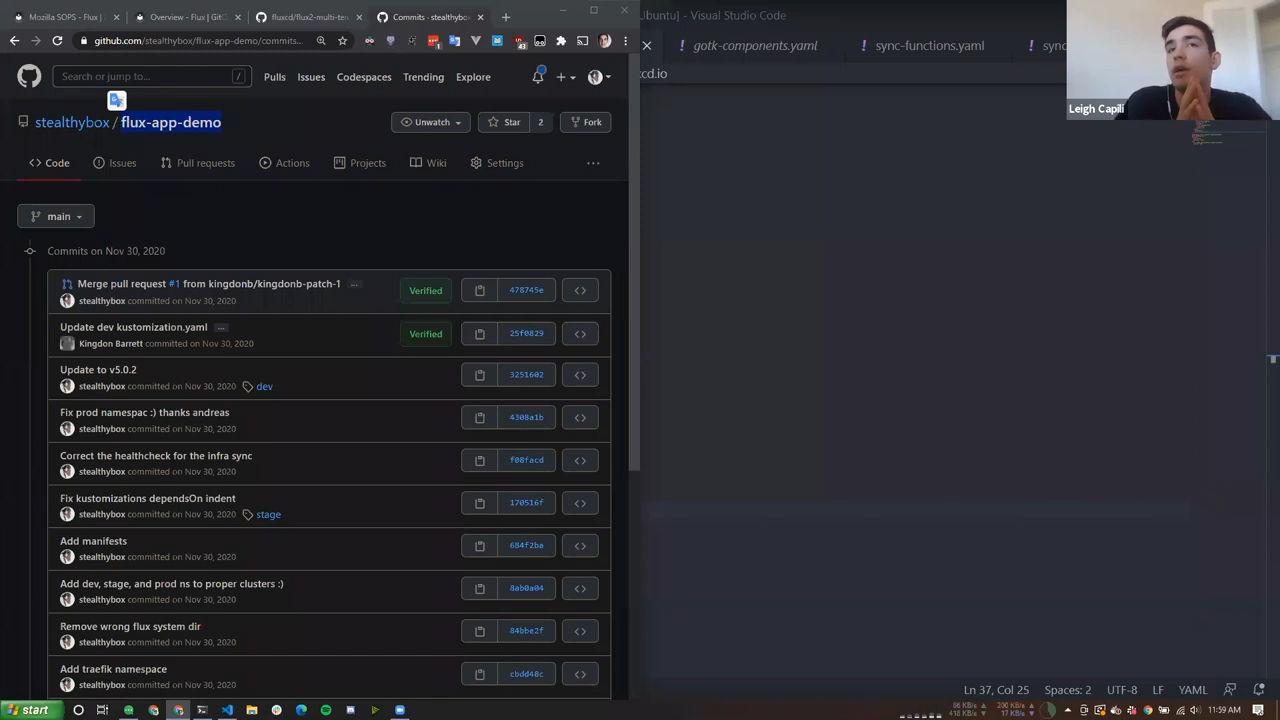 Mozilla SOPS - Flux | G
Overview - Flux | GitO
fluxcd/flux2-multi-ten
Commits · stealthybox/
Ubuntu] - Visual Studio Code
github.com/stealthybox/flux-app-demo/commits...
gotk-components.yaml
sync-functions.yaml
sync
ccd.io
Search or jump to...
/
Pulls
Issues
Codespaces
Trending
Explore
Leigh Capili
stealthybox / flux-app-demo
Unwatch
Star
2
Fork
Code
Issues
Pull requests
Actions
Projects
Wiki
Settings
main
Commits on Nov 30, 2020
Merge pull request #1 from kingdonb/kingdonb-patch-1
stealthybox committed on Nov 30, 2020
Verified
478745e
Update dev kustomization.yaml
Kingdon Barrett committed on Nov 30, 2020
Verified
25f0829
Update to v5.0.2
stealthybox committed on Nov 30, 2020
dev
3251602
Fix prod namespac :) thanks andreas
stealthybox committed on Nov 30, 2020
4308a1b
Correct the healthcheck for the infra sync
stealthybox committed on Nov 30, 2020
f08facd
Fix kustomizations dependsOn indent
stealthybox committed on Nov 30, 2020
stage
170516f
Add manifests
stealthybox committed on Nov 30, 2020
684f2ba
Add dev, stage, and prod ns to proper clusters :)
stealthybox committed on Nov 30, 2020
8ab0a04
Remove wrong flux system dir
stealthybox committed on Nov 30, 2020
84bbe2f
Add traefik namespace
stealthybox committed on Nov 30, 2020
cbdd48c
Ln 37, Col 25
Spaces: 2
UTF-8
LF
YAML
start
11:59 AM